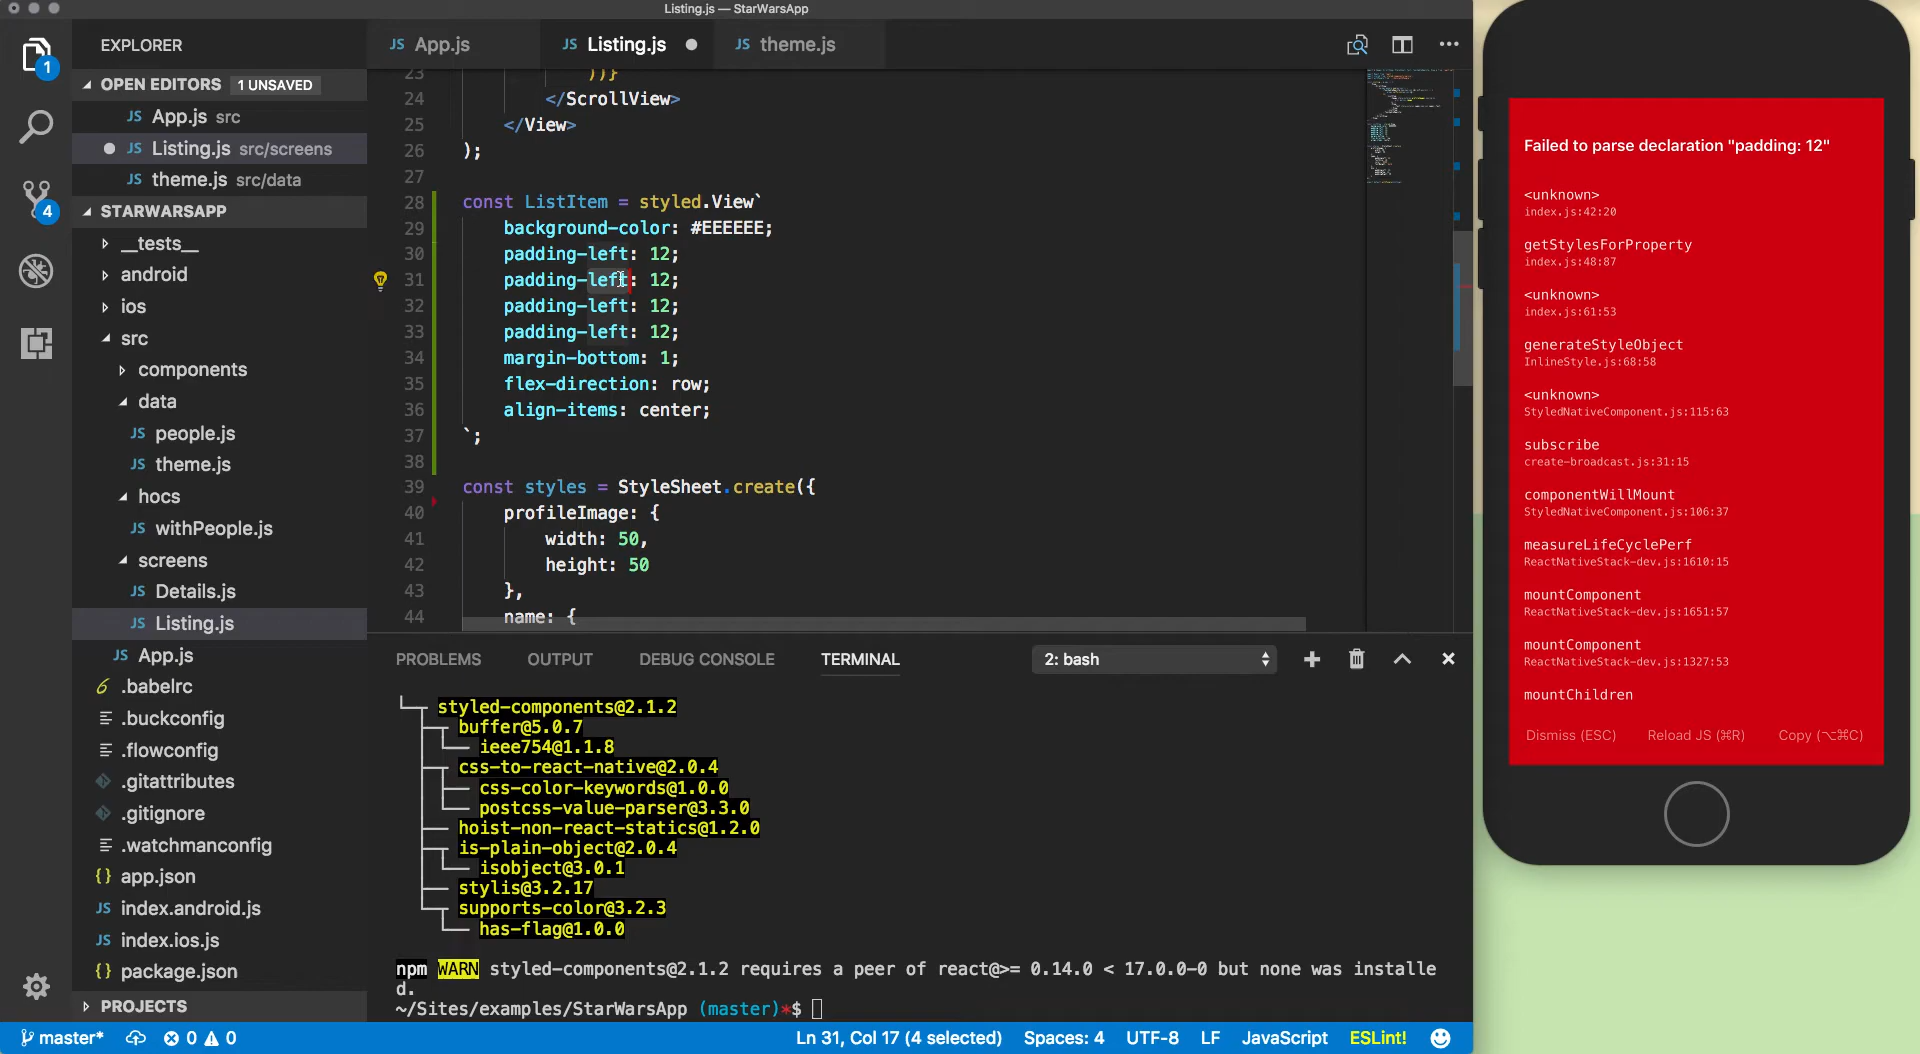 Listing.js — StarWarsApp
EXPLORER
OPEN EDITORS 1 UNSAVED
JS App.js src
JS Listing.js src/screens
JS theme.js src/data
STARWARSAPP
__tests__
android
ios
src
components
data
JS people.js
JS theme.js
hocs
JS withPeople.js
screens
JS Details.js
JS Listing.js
JS App.js
.babelrc
.buckconfig
.flowconfig
.gitattributes
.gitignore
.watchmanconfig
{} app.json
JS index.android.js
JS index.ios.js
{} package.json
PROJECTS
1
4
JS App.js
JS Listing.js
JS theme.js
23 ))}
24 </ScrollView>
25 </View>
26 );
27
28 const ListItem = styled.View`
29 background-color: #EEEEEE;
30 padding-left: 12;
31 padding-left: 12;
32 padding-left: 12;
33 padding-left: 12;
34 margin-bottom: 1;
35 flex-direction: row;
36 align-items: center;
37 `;
38
39 const styles = StyleSheet.create({
40 profileImage: {
41 width: 50,
42 height: 50
43 },
44 name: {
PROBLEMS OUTPUT DEBUG CONSOLE TERMINAL 2: bash
styled-components@2.1.2
buffer@5.0.7
ieee754@1.1.8
css-to-react-native@2.0.4
css-color-keywords@1.0.0
postcss-value-parser@3.3.0
hoist-non-react-statics@1.2.0
is-plain-object@2.0.4
isobject@3.0.1
stylis@3.2.17
supports-color@3.2.3
has-flag@1.0.0
npm WARN styled-components@2.1.2 requires a peer of react@>= 0.14.0 < 17.0.0-0 but none was installe
d.
~/Sites/examples/StarWarsApp (master)*$
master* 0 0 Ln 31, Col 17 (4 selected) Spaces: 4 UTF-8 LF JavaScript ESLint!
Failed to parse declaration "padding: 12"
<unknown>
index.js:42:20
getStylesForProperty
index.js:48:87
<unknown>
index.js:61:53
generateStyleObject
InlineStyle.js:68:58
<unknown>
StyledNativeComponent.js:115:63
subscribe
create-broadcast.js:31:15
componentWillMount
StyledNativeComponent.js:106:37
measureLifeCyclePerf
ReactNativeStack-dev.js:1610:15
mountComponent
ReactNativeStack-dev.js:1651:57
mountComponent
ReactNativeStack-dev.js:1327:53
mountChildren
Dismiss (ESC) Reload JS (⌘R) Copy (⌥⌘C)